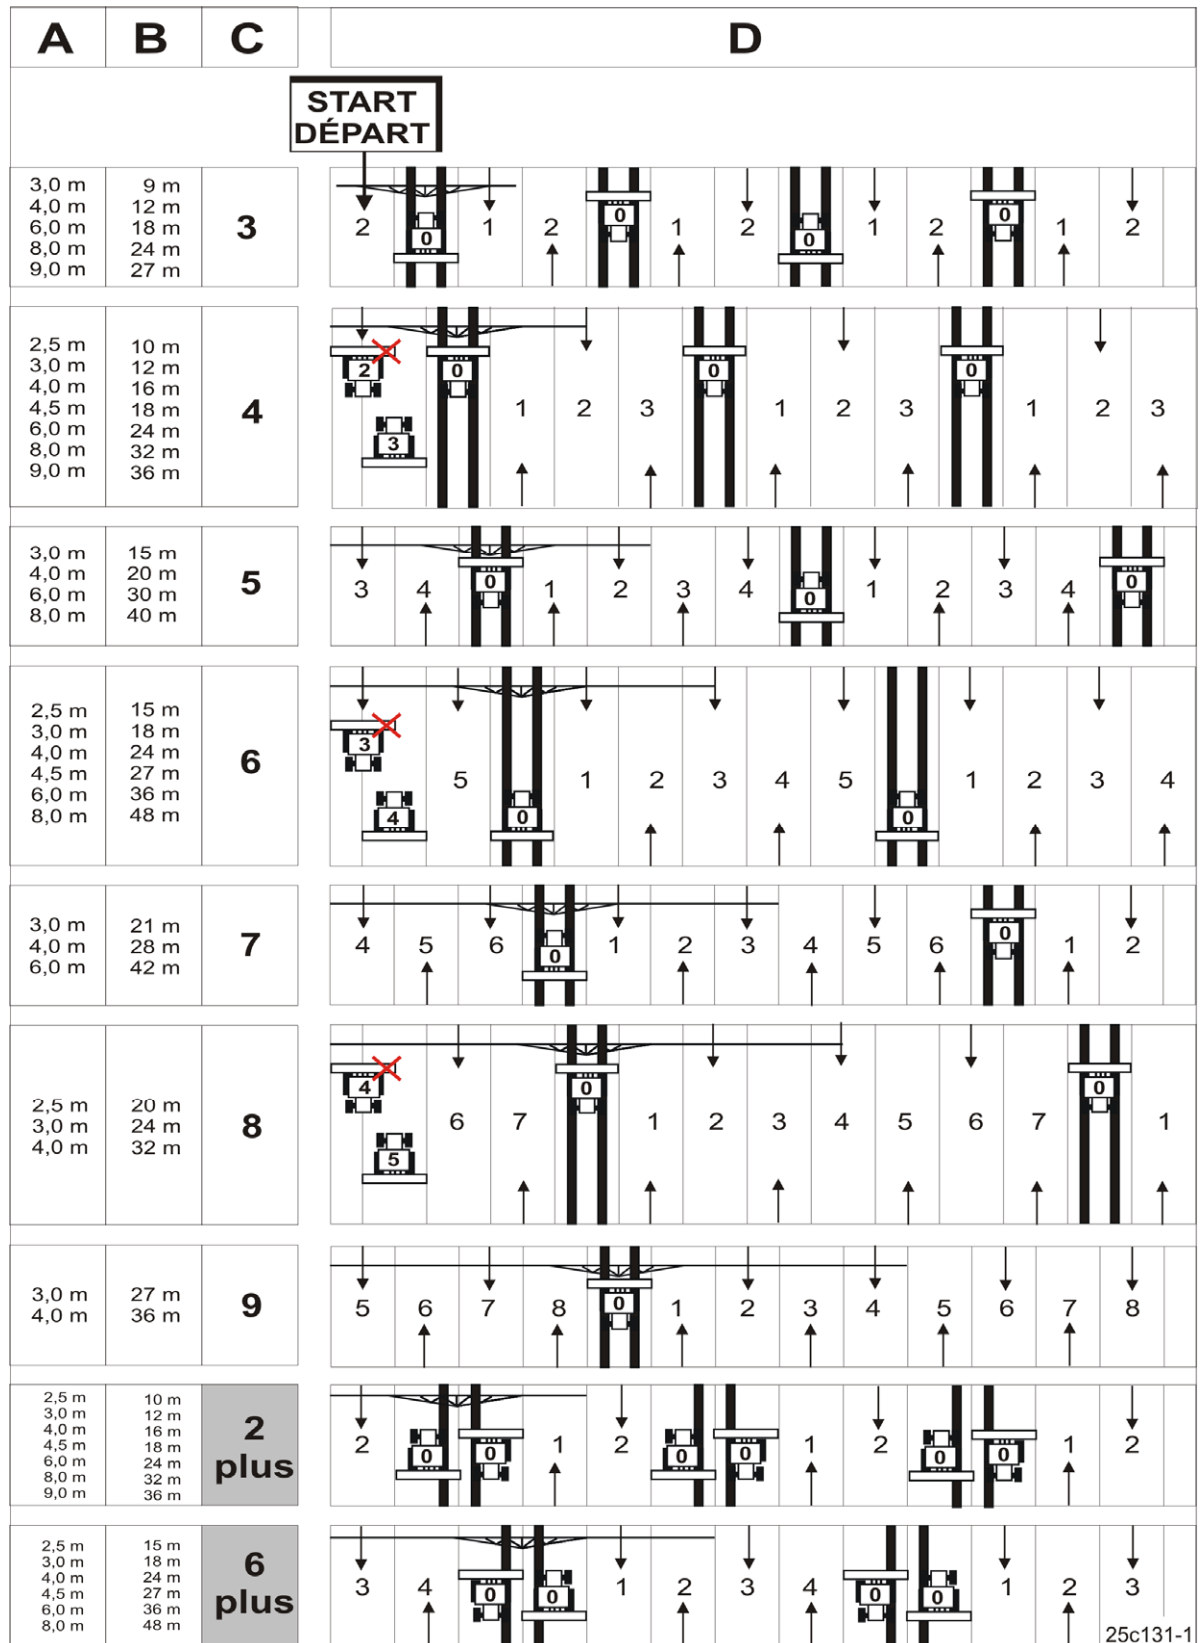 A B C D
START
DÉPART
3,0 m 9 m
4,0 m 12 m
6,0 m 18 m
8,0 m 24 m
9,0 m 27 m
3
2 0 1 2 0 1 2 0 1 2 0 1 2
2,5 m 10 m
3,0 m 12 m
4,0 m 16 m
4,5 m 18 m
6,0 m 24 m
8,0 m 32 m
9,0 m 36 m
4
2 0 0 0
1 2 3 1 2 3 1 2 3
3
3,0 m 15 m
4,0 m 20 m
6,0 m 30 m
8,0 m 40 m
5
3 4 0 1 2 3 4 0 1 2 3 4 0
2,5 m 15 m
3,0 m 18 m
4,0 m 24 m
4,5 m 27 m
6,0 m 36 m
8,0 m 48 m
6
3
5 1 2 3 4 5 1 2 3 4
4 0 0
3,0 m 21 m
4,0 m 28 m
6,0 m 42 m
7
4 5 6 0 1 2 3 4 5 6 0 1 2
2,5 m 20 m
3,0 m 24 m
4,0 m 32 m
8
4 0 0
6 7 1 2 3 4 5 6 7 1
5
3,0 m 27 m
4,0 m 36 m
9
5 6 7 8 0 1 2 3 4 5 6 7 8
2,5 m 10 m
3,0 m 12 m
4,0 m 16 m
4,5 m 18 m
6,0 m 24 m
8,0 m 32 m
9,0 m 36 m
2
plus
2 0 0 1 2 0 0 1 2 0 0 1 2
2,5 m 15 m
3,0 m 18 m
4,0 m 24 m
4,5 m 27 m
6,0 m 36 m
8,0 m 48 m
6
plus
3 4 0 0 1 2 3 4 0 0 1 2 3
25c131-1